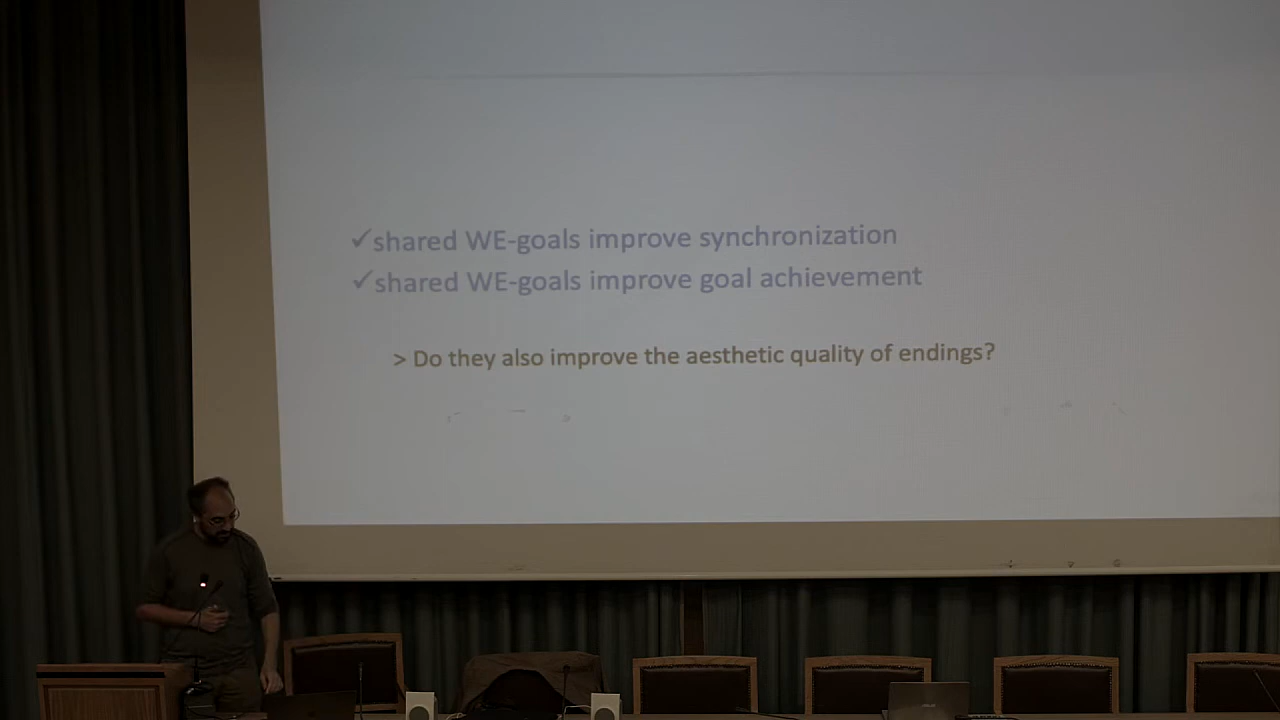 ✓shared WE-goals improve synchronization
✓shared WE-goals improve goal achievement
> Do they also improve the aesthetic quality of endings?